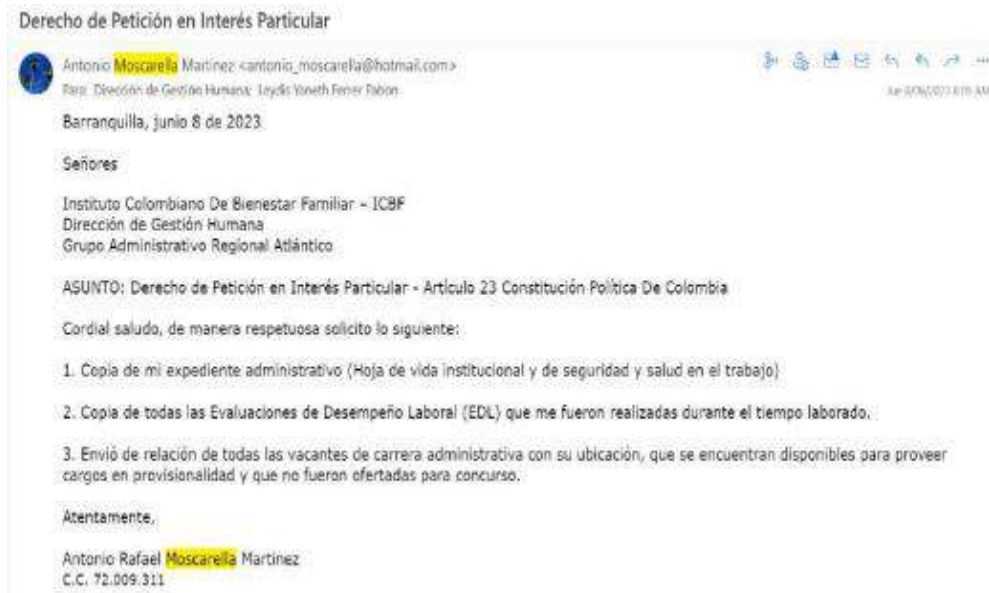 Derecho de Petición en Interés Particular
Antonio Moscarella Martinez <antonio_moscarella@hotmail.com>
Para: Dirección de Gestión Humana; Leydis Yaneth Ferrer Pabon
Barranquilla, junio 8 de 2023
Señores
Instituto Colombiano De Bienestar Familiar – ICBF
Dirección de Gestión Humana
Grupo Administrativo Regional Atlántico
ASUNTO: Derecho de Petición en Interés Particular - Artículo 23 Constitución Política De Colombia
Cordial saludo, de manera respetuosa solicito lo siguiente:
1. Copia de mi expediente administrativo (Hoja de vida institucional y de seguridad y salud en el trabajo)
2. Copia de todas las Evaluaciones de Desempeño Laboral (EDL) que me fueron realizadas durante el tiempo laborado.
3. Envió de relación de todas las vacantes de carrera administrativa con su ubicación, que se encuentran disponibles para proveer
cargos en provisionalidad y que no fueron ofertadas para concurso.
Atentamente,
Antonio Rafael Moscarella Martinez
C.C. 72.009.311